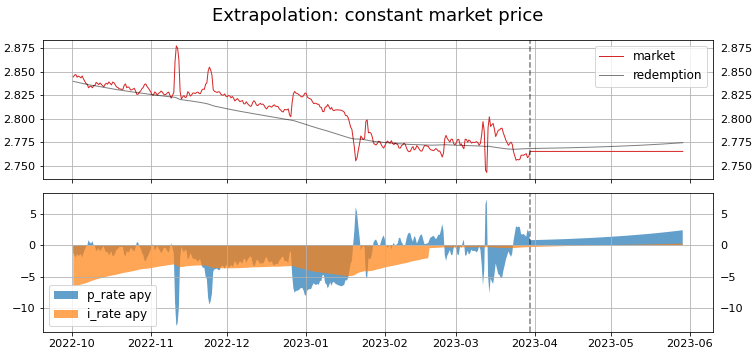 Extrapolation: constant market price
2.875 2.875
2.850 2.850
2.825 2.825
2.800 2.800
2.775 2.775
2.750 2.750
market
redemption
5 5
0 0
−5 −5
−10 −10
p_rate apy
i_rate apy
2022-10 2022-11 2022-12 2023-01 2023-02 2023-03 2023-04 2023-05 2023-06